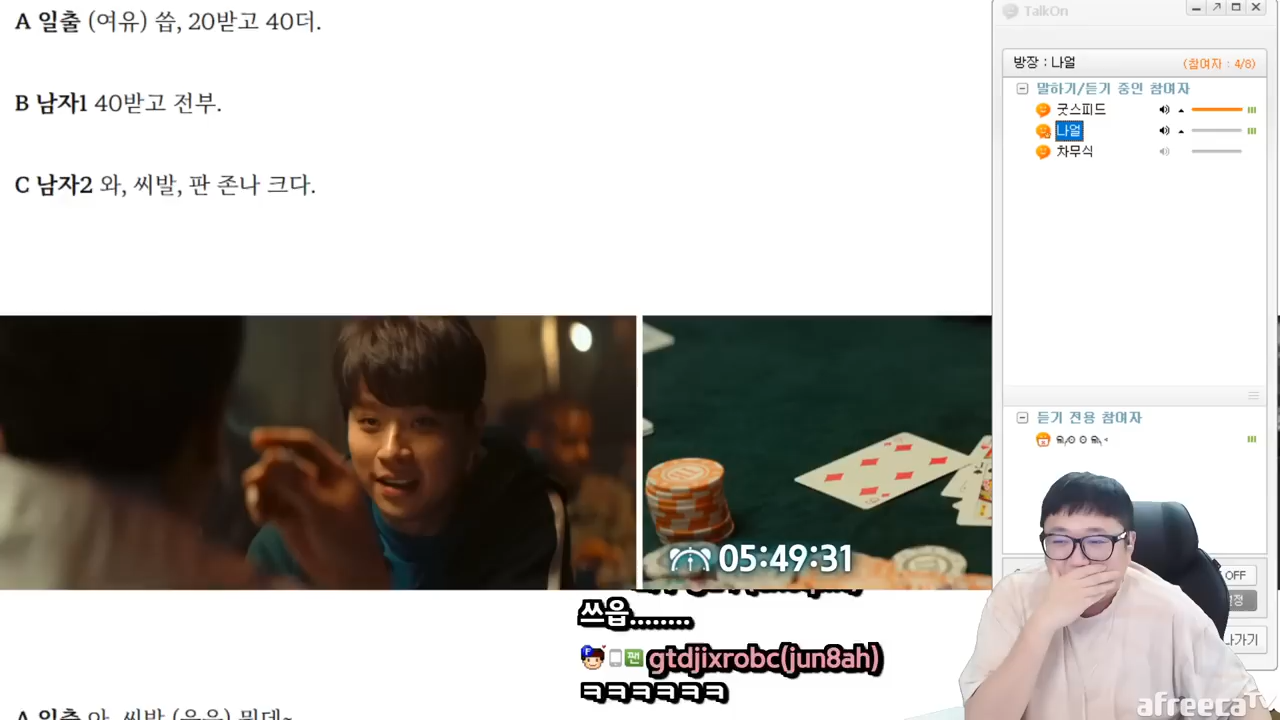 A 일출 (여유) 씁, 20받고 40더.
B 남자1 40받고 전부.
C 남자2 와, 씨발, 판 존나 크다.
TalkOn
방장 : 나얼
(참여자 : 4/8)
말하기/듣기 중인 참여자
굿스피드
나얼
차무식
듣기 전용 참여자
OFF
05:49:31
쓰읍........
gtdjixrobc(jun8ah)
ㅋㅋㅋㅋㅋㅋ
afreecaTV